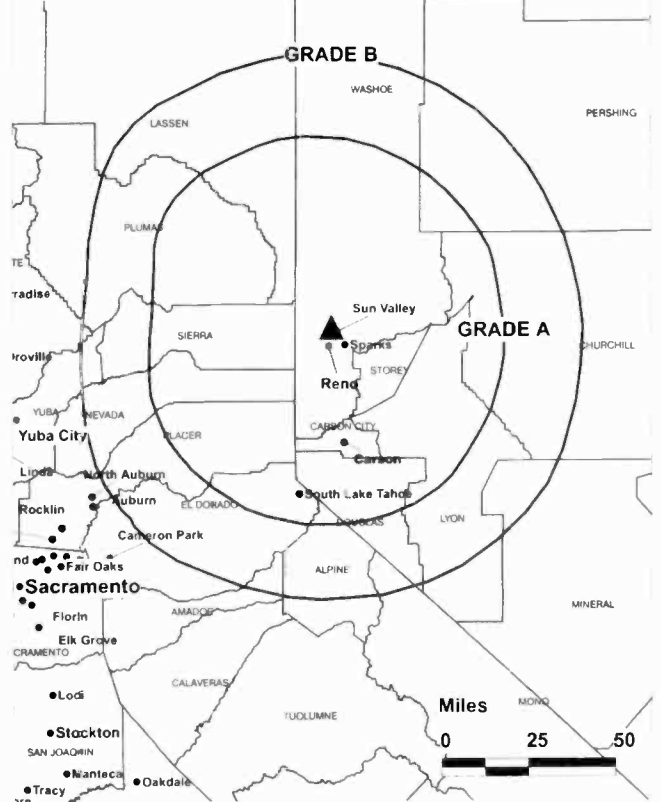 GRADE B
WASHOE
PERSHING
LASSEN
PLUMAS
radise
Sun Valley
GRADE A
SIERRA
Sparks
CHURCHILL
Reno
STOREY
YUBA
NEVADA
Yuba City
PLACER
CARSON CITY
Carson
Linda
North Auburn
Auburn
South Lake Tahoe
EL DORADO
Rocklin
DOUGLAS
LYON
Cameron Park
nd
Fair Oaks
ALPINE
Sacramento
AMADOR
MINERAL
Florin
Elk Grove
CRAMENTO
CALAVERAS
Lodi
Miles
MONO
TUOLUMNE
Stockton
0 25 50
SAN JOAQUIN
Manteca
Oakdale
Tracy